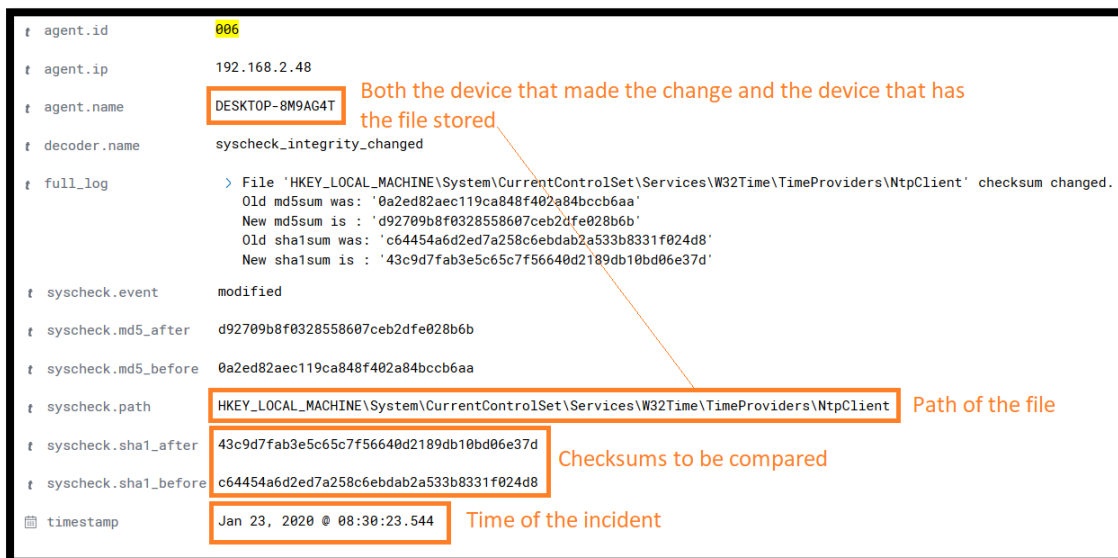 t agent.id 006
t agent.ip 192.168.2.48
t agent.name DESKTOP-8M9AG4T
Both the device that made the change and the device that has
the file stored
t decoder.name syscheck_integrity_changed
t full_log > File 'HKEY_LOCAL_MACHINE\System\CurrentControlSet\Services\W32Time\TimeProviders\NtpClient' checksum changed.
Old md5sum was: '0a2ed82aec119ca848f402a84bccb6aa'
New md5sum is : 'd92709b8f0328558607ceb2dfe028b6b'
Old sha1sum was: 'c64454a6d2ed7a258c6ebdab2a533b8331f024d8'
New sha1sum is : '43c9d7fab3e5c65c7f56640d2189db10bd06e37d'
t syscheck.event modified
t syscheck.md5_after d92709b8f0328558607ceb2dfe028b6b
t syscheck.md5_before 0a2ed82aec119ca848f402a84bccb6aa
t syscheck.path HKEY_LOCAL_MACHINE\System\CurrentControlSet\Services\W32Time\TimeProviders\NtpClient Path of the file
t syscheck.sha1_after 43c9d7fab3e5c65c7f56640d2189db10bd06e37d
Checksums to be compared
t syscheck.sha1_before c64454a6d2ed7a258c6ebdab2a533b8331f024d8
timestamp Jan 23, 2020 @ 08:30:23.544 Time of the incident